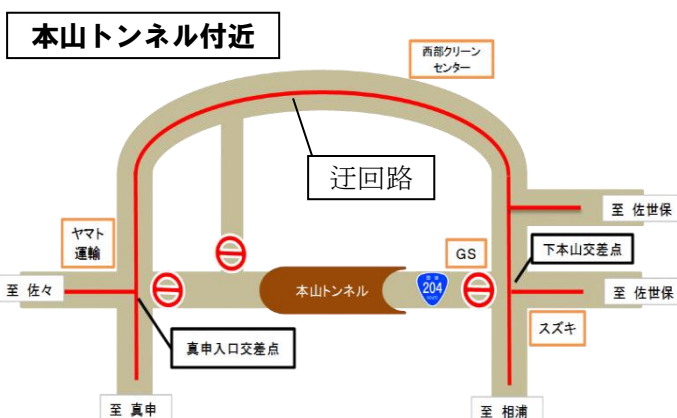 本山トンネル付近
西部クリーン
センター
迂回路
ヤマト
運輸
至 佐世保
GS
下本山交差点
至 佐々
本山トンネル
国道
204
ROUTE
至 佐世保
スズキ
真申入口交差点
至 真申
至 相浦